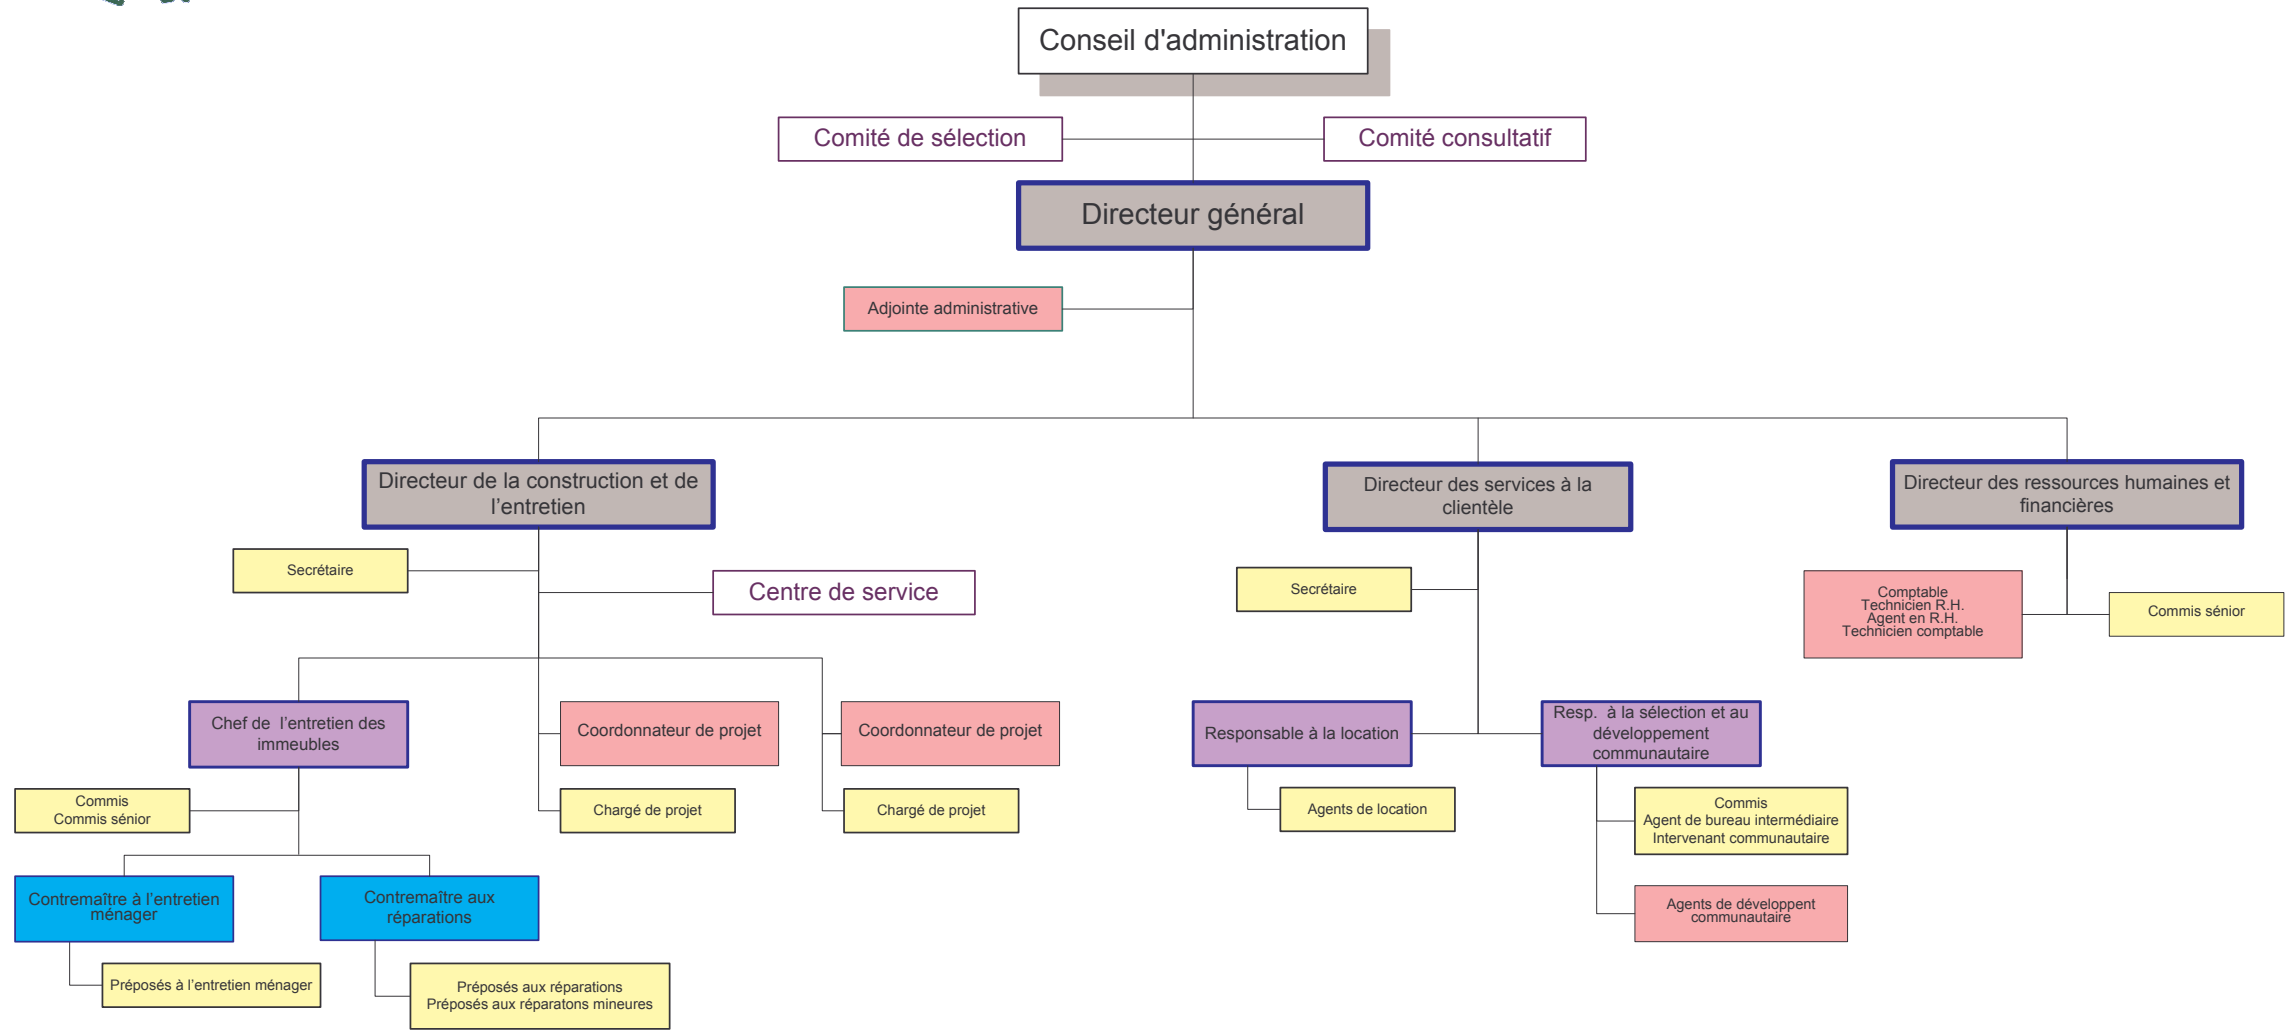 Conseil d'administration
Comité de sélection
Comité consultatif
Directeur général
Adjointe administrative
Directeur de la construction et de
l’entretien
Directeur des services à la
clientèle
Directeur des ressources humaines et
financières
Secrétaire
Centre de service
Secrétaire
Comptable
Technicien R.H.
Agent en R.H.
Technicien comptable
Commis sénior
Chef de  l’entretien des
immeubles
Coordonnateur de projet
Coordonnateur de projet
Responsable à la location
Resp.  à la sélection et au
développement
communautaire
Commis
Commis sénior
Chargé de projet
Chargé de projet
Agents de location
Commis
Agent de bureau intermédiaire
Intervenant communautaire
Contremaître à l’entretien
ménager
Contremaître aux
réparations
Agents de développent
communautaire
Préposés à l’entretien ménager
Préposés aux réparations
Préposés aux réparatons mineures